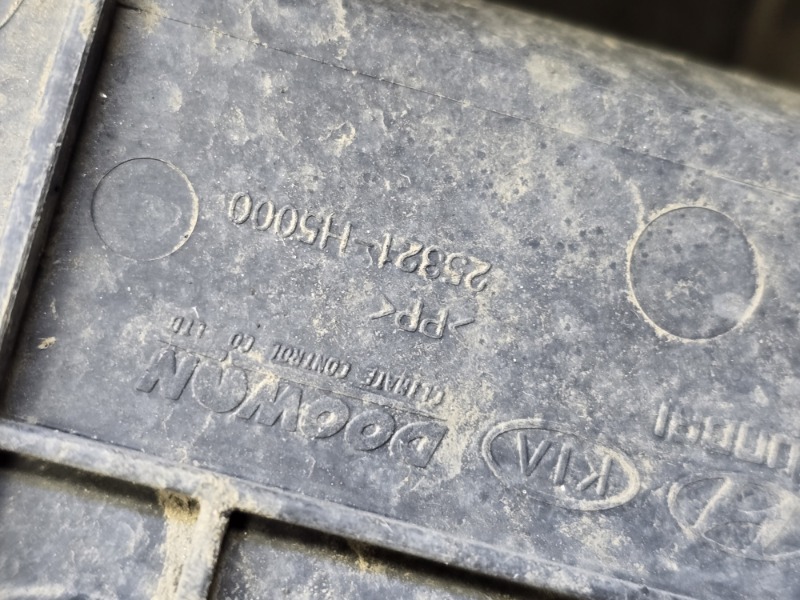 KIA
DOOWON
CLIMATE CONTROL CO LTD
>PP<
25321-H5000